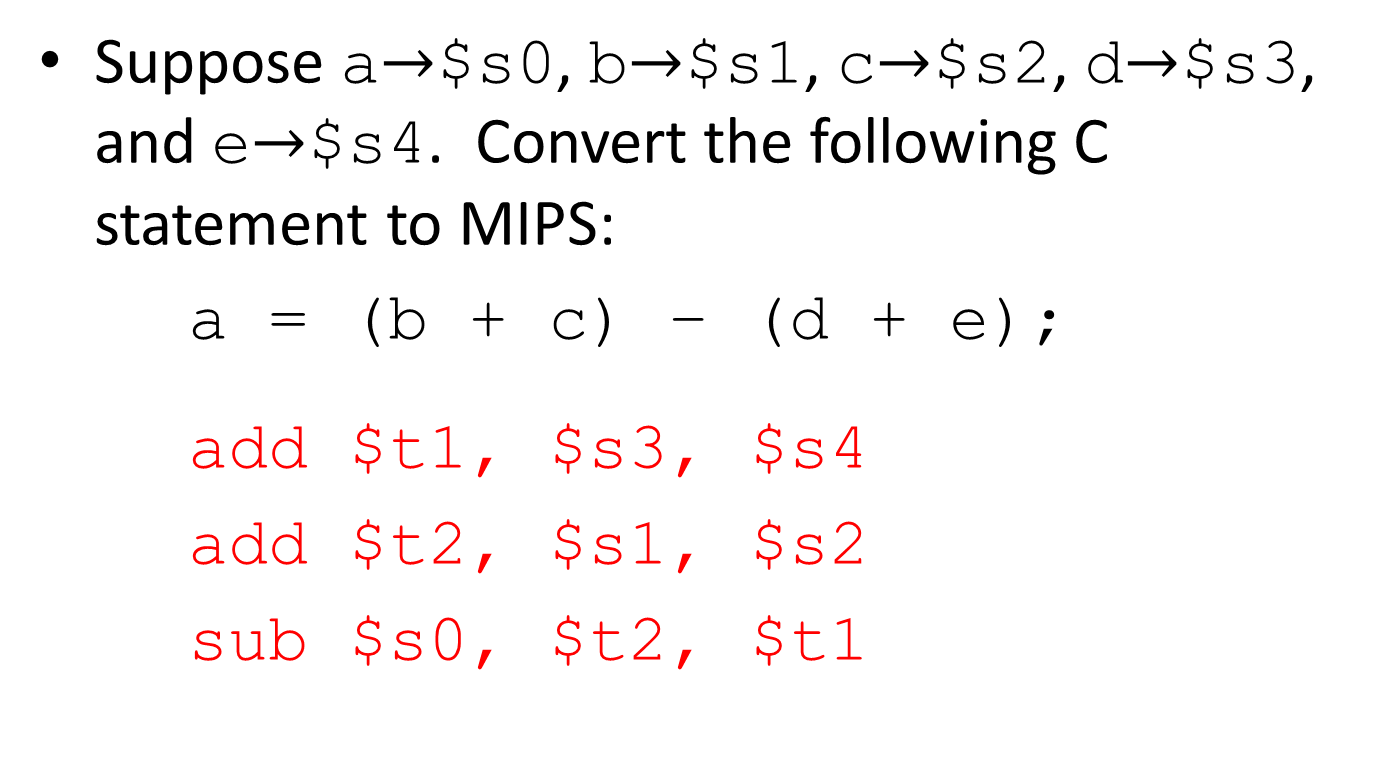 • Suppose a→$s0, b→$s1, c→$s2, d→$s3,
and e→$s4. Convert the following C
statement to MIPS:
a = (b + c) - (d + e);
add $t1, $s3, $s4
add $t2, $s1, $s2
sub $s0, $t2, $t1